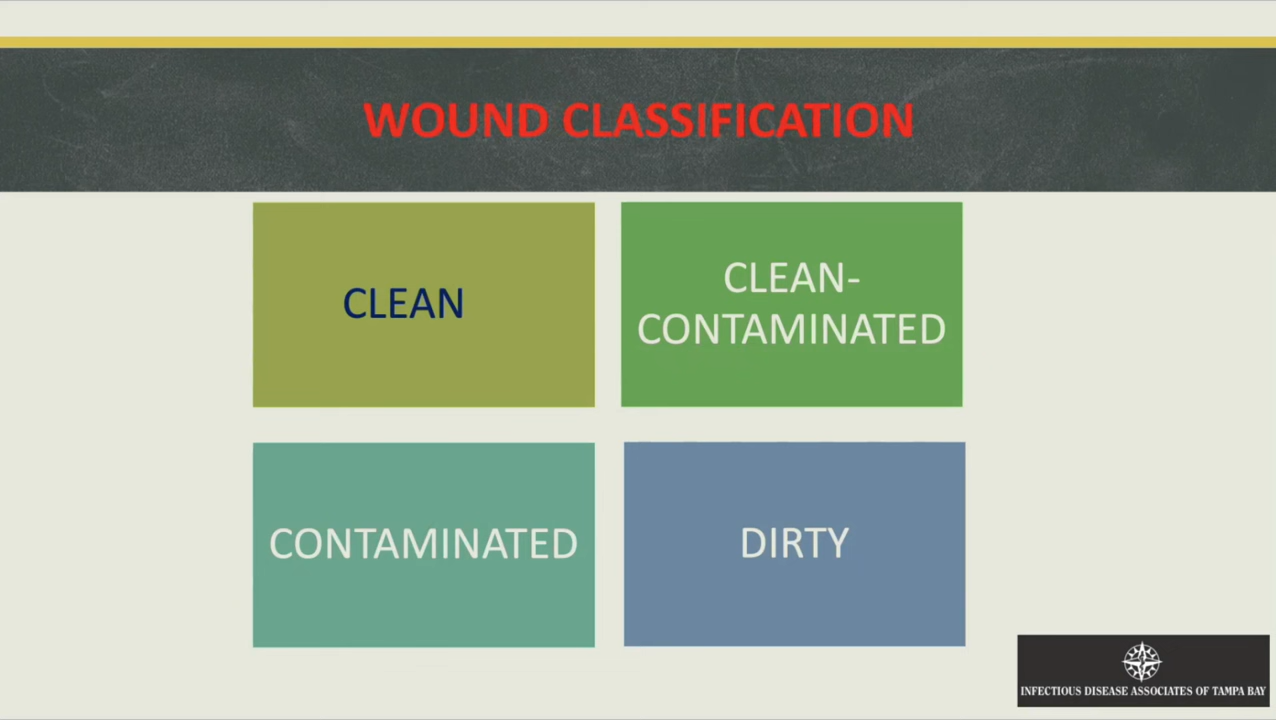 WOUND CLASSIFICATION
CLEAN
CLEAN-
CONTAMINATED
CONTAMINATED
DIRTY
INFECTIOUS DISEASE ASSOCIATES OF TAMPA BAY